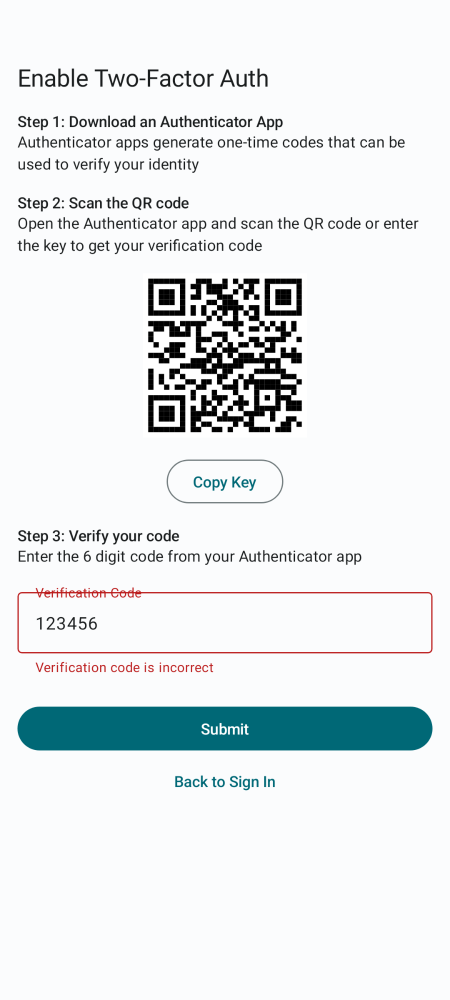 Enable Two-Factor Auth
Step 1: Download an Authenticator App
Authenticator apps generate one-time codes that can be
used to verify your identity
Step 2: Scan the QR code
Open the Authenticator app and scan the QR code or enter
the key to get your verification code
Copy Key
Step 3: Verify your code
Enter the 6 digit code from your Authenticator app
Verification Code
123456
Verification code is incorrect
Submit
Back to Sign In